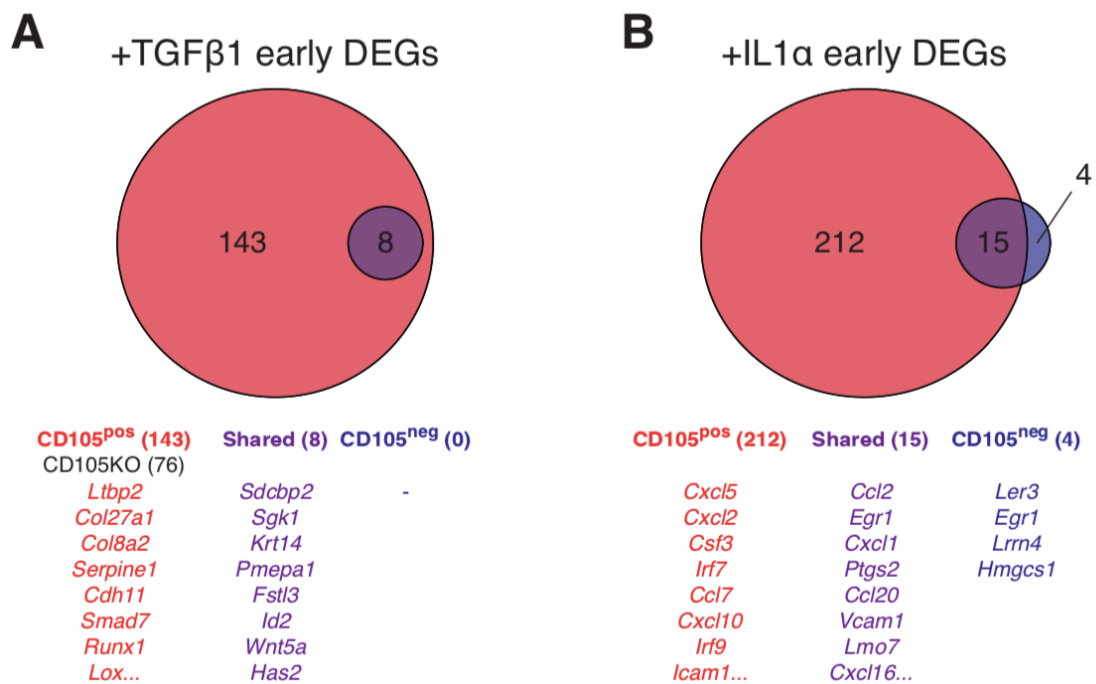 A
+TGFβ1 early DEGs
143
8
CD105pos (143) Shared (8) CD105neg (0)
CD105KO (76)
Ltbp2 Sdcbp2 -
Col27a1 Sgk1
Col8a2 Krt14
Serpine1 Pmepa1
Cdh11 Fstl3
Smad7 Id2
Runx1 Wnt5a
Lox... Has2
B
+IL1α early DEGs
4
212
15
CD105pos (212) Shared (15) CD105neg (4)
Cxcl5 Ccl2 Ler3
Cxcl2 Egr1 Egr1
Csf3 Cxcl1 Lrrn4
Irf7 Ptgs2 Hmgcs1
Ccl7 Ccl20
Cxcl10 Vcam1
Irf9 Lmo7
Icam1... Cxcl16...